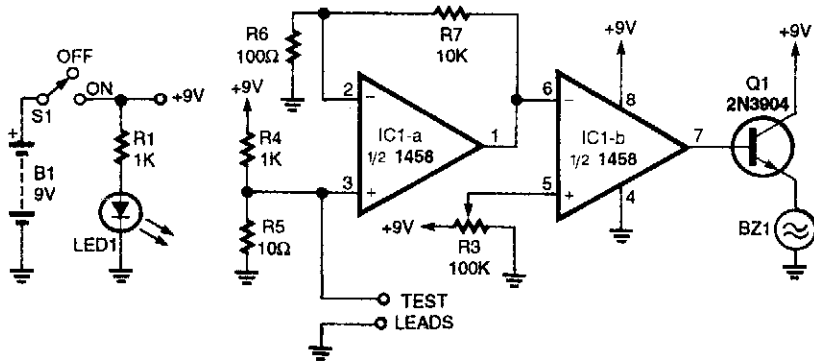 OFF
ON
S1
+9V
+
B1
9V
R1
1K
LED1
R6
100Ω
R7
10K
+9V
R4
1K
R5
10Ω
2
−
3
+
IC1-a
1/2 1458
1
TEST
LEADS
+9V
R3
100K
6
−
5
+
IC1-b
1/2 1458
+9V
8
4
7
+9V
Q1
2N3904
BZ1